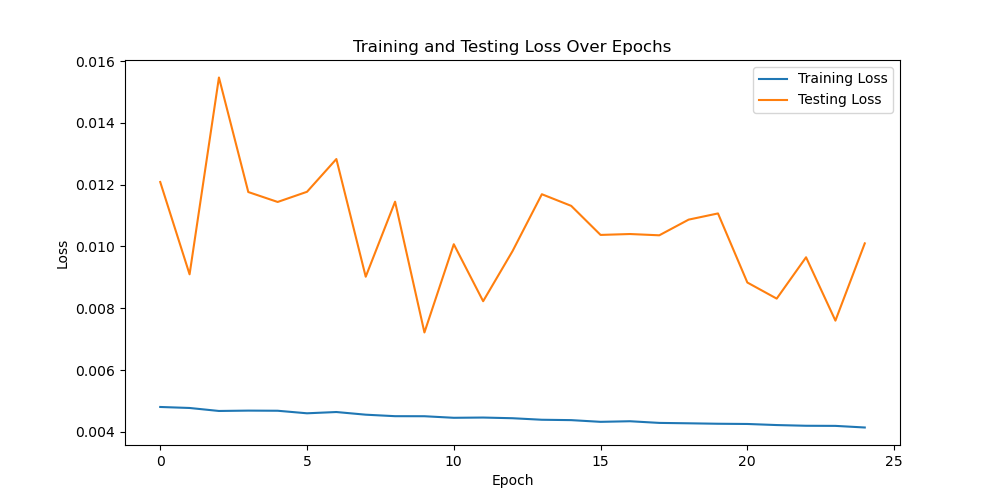 Training and Testing Loss Over Epochs
0.016
0.014
0.012
0.010
0.008
0.006
0.004
Loss
Training Loss
Testing Loss
0 5 10 15 20 25
Epoch